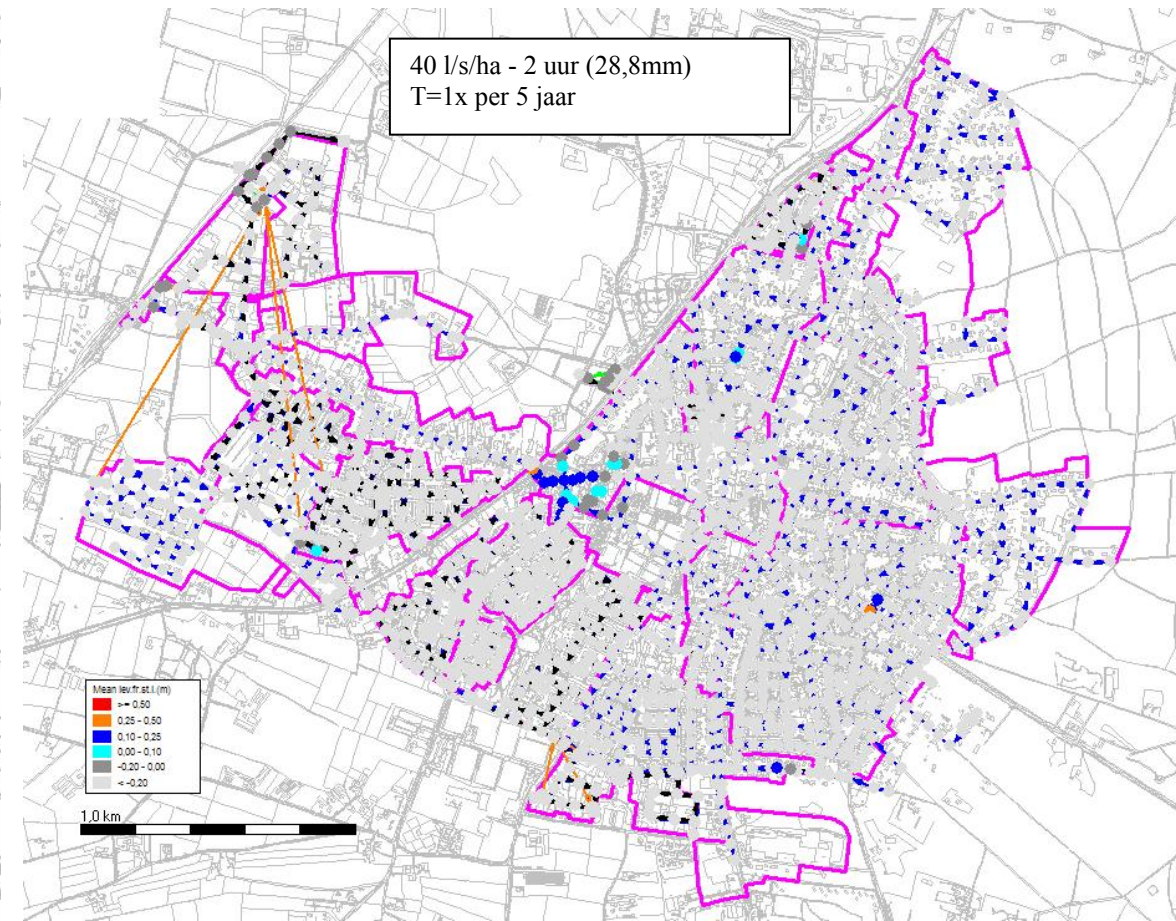 40 l/s/ha - 2 uur (28,8mm)
T=1x per 5 jaar
Mean lev.fr.st.l.(m)
>= 0,50
0,25 - 0,50
0,10 - 0,25
0,00 - 0,10
-0,20 - 0,00
< -0,20
1,0 km